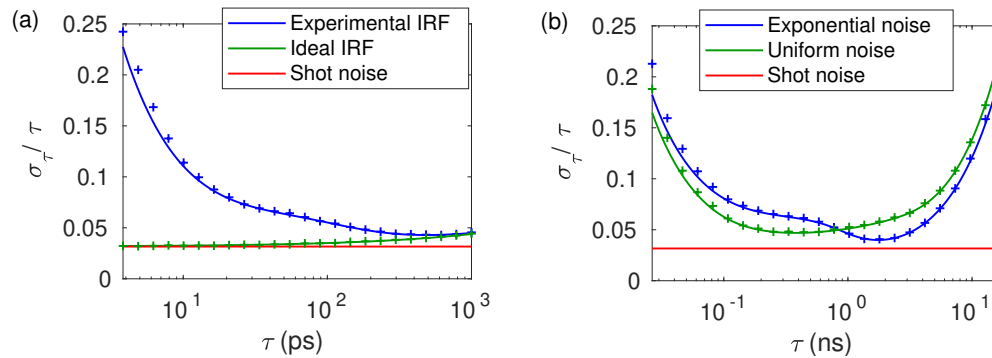 (a)
Experimental IRF
Ideal IRF
Shot noise
0.25
0.2
0.15
0.1
0.05
0
σ_τ / τ
10^1
10^2
10^3
τ (ps)
(b)
Exponential noise
Uniform noise
Shot noise
0.25
0.2
0.15
0.1
0.05
0
σ_τ / τ
10^-1
10^0
10^1
τ (ns)